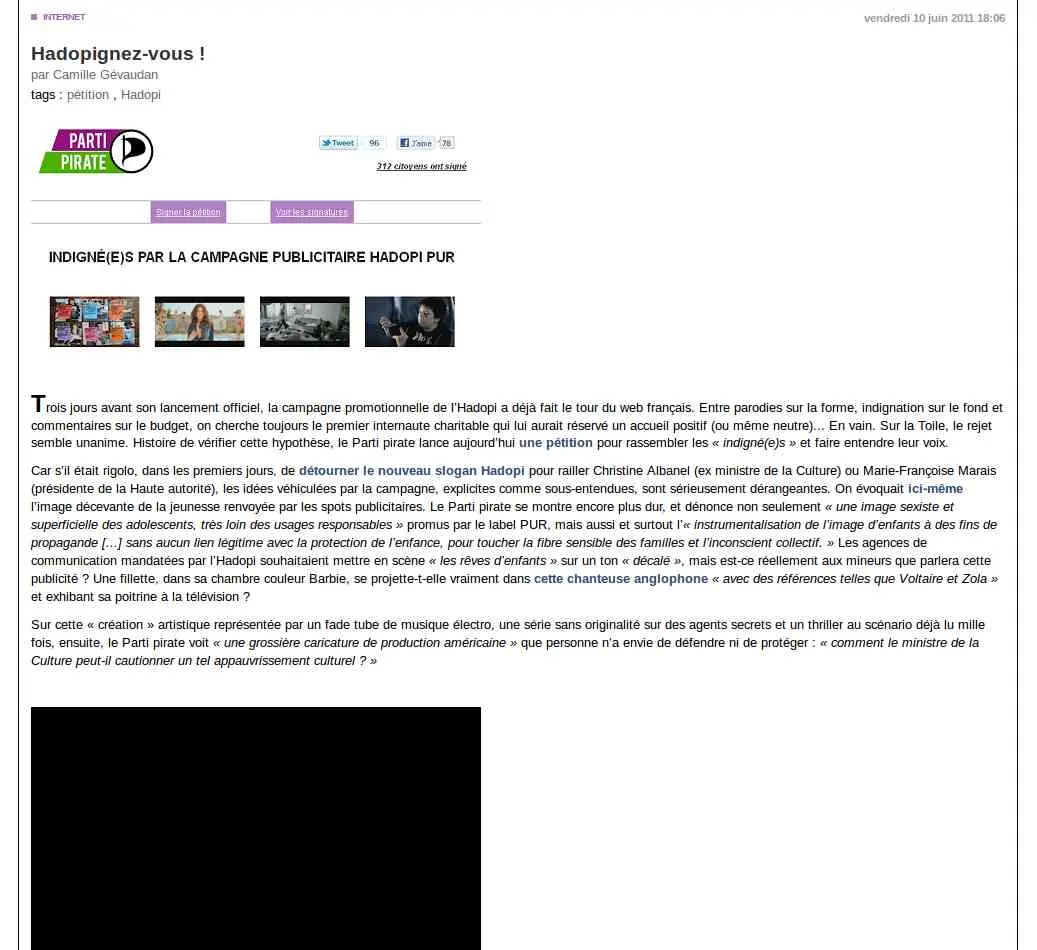 INTERNET
vendredi 10 juin 2011 18:06
Hadopignez-vous !
par Camille Gévaudan
tags : pétition , Hadopi
PARTI
PIRATE
Tweet 96 J'aime 78
312 citoyens ont signé
Signer la pétition Voir les signatures
INDIGNÉ(E)S PAR LA CAMPAGNE PUBLICITAIRE HADOPI PUR
Trois jours avant son lancement officiel, la campagne promotionnelle de l'Hadopi a déjà fait le tour du web français. Entre parodies sur la forme, indignation sur le fond et
commentaires sur le budget, on cherche toujours le premier internaute charitable qui lui aurait réservé un accueil positif (ou même neutre)... En vain. Sur la Toile, le rejet
semble unanime. Histoire de vérifier cette hypothèse, le Parti pirate lance aujourd'hui une pétition pour rassembler les « indigné(e)s » et faire entendre leur voix.
Car s'il était rigolo, dans les premiers jours, de détourner le nouveau slogan Hadopi pour railler Christine Albanel (ex ministre de la Culture) ou Marie-Françoise Marais
(présidente de la Haute autorité), les idées véhiculées par la campagne, explicites comme sous-entendues, sont sérieusement dérangeantes. On évoquait ici-même
l'image décevante de la jeunesse renvoyée par les spots publicitaires. Le Parti pirate se montre encore plus dur, et dénonce non seulement « une image sexiste et
superficielle des adolescents, très loin des usages responsables » promus par le label PUR, mais aussi et surtout l'« instrumentalisation de l'image d'enfants à des fins de
propagande [...] sans aucun lien légitime avec la protection de l'enfance, pour toucher la fibre sensible des familles et l'inconscient collectif. » Les agences de
communication mandatées par l'Hadopi souhaitaient mettre en scène « les rêves d'enfants » sur un ton « décalé », mais est-ce réellement aux mineurs que parlera cette
publicité ? Une fillette, dans sa chambre couleur Barbie, se projette-t-elle vraiment dans cette chanteuse anglophone « avec des références telles que Voltaire et Zola »
et exhibant sa poitrine à la télévision ?
Sur cette « création » artistique représentée par un fade tube de musique électro, une série sans originalité sur des agents secrets et un thriller au scénario déjà lu mille
fois, ensuite, le Parti pirate voit « une grossière caricature de production américaine » que personne n'a envie de défendre ni de protéger : « comment le ministre de la
Culture peut-il cautionner un tel appauvrissement culturel ? »